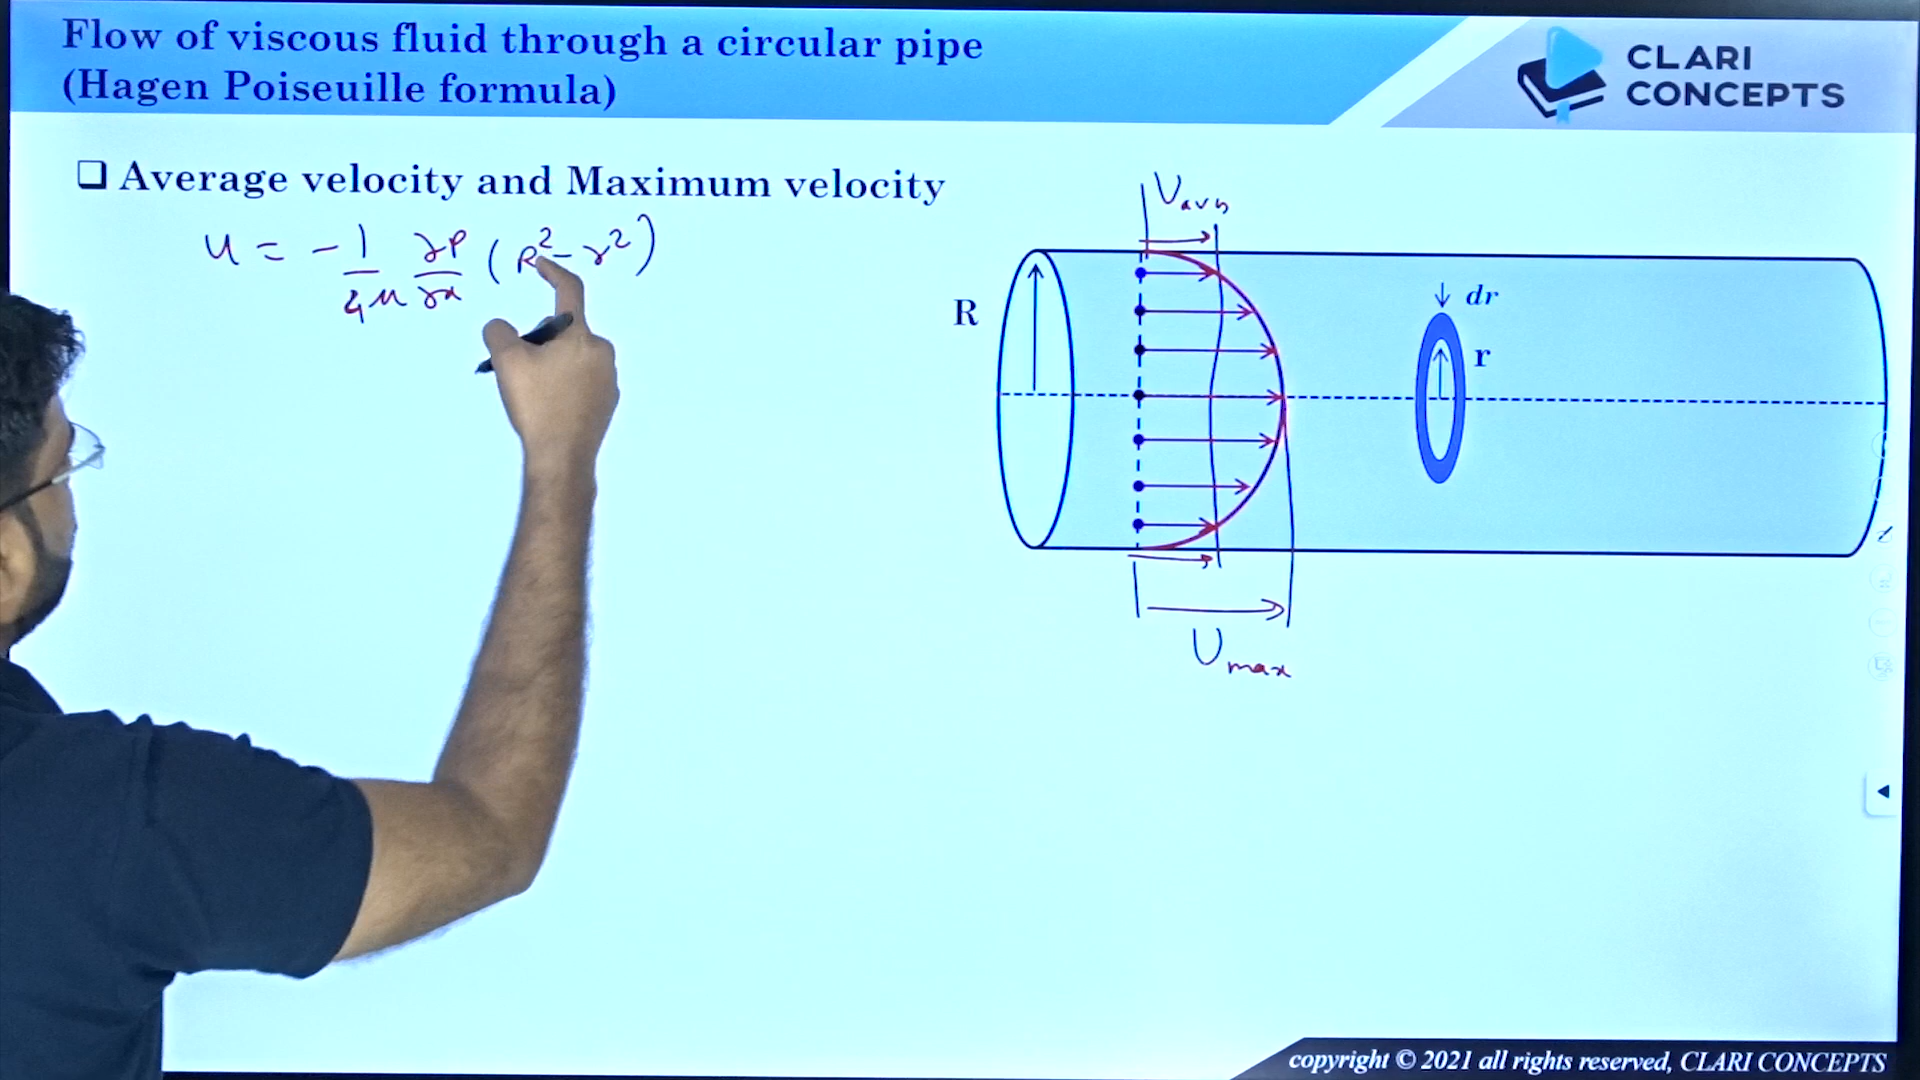 Flow of viscous fluid through a circular pipe
(Hagen Poiseuille formula)
CLARI
CONCEPTS
❑ Average velocity and Maximum velocity
u = -1/4μ ∂P/∂x (R² - r²)
Uavg
R
dr
r
Umax
copyright © 2021 all rights reserved, CLARI CONCEPTS